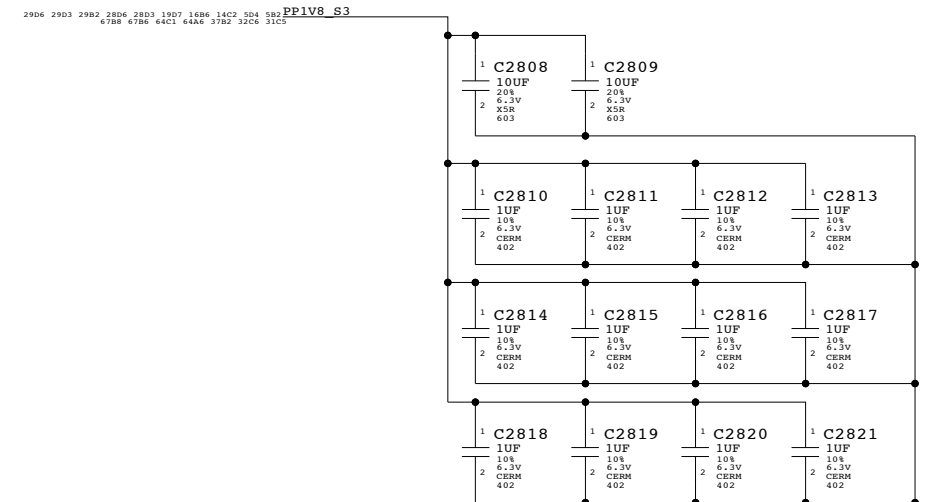 29D6 29D3 29B2 28D6 28D3 19D7 16B6 14C2 5D4 5B2 PP1V8_S3
67B8 67B6 64C1 64A6 37B2 32C6 31C5
1 C2808 1 C2809
10UF 10UF
20% 20%
6.3V 6.3V
2 X5R 2 X5R
603 603
1 C2810 1 C2811 1 C2812 1 C2813
1UF 1UF 1UF 1UF
10% 10% 10% 10%
6.3V 6.3V 6.3V 6.3V
2 CERM 2 CERM 2 CERM 2 CERM
402 402 402 402
1 C2814 1 C2815 1 C2816 1 C2817
1UF 1UF 1UF 1UF
10% 10% 10% 10%
6.3V 6.3V 6.3V 6.3V
2 CERM 2 CERM 2 CERM 2 CERM
402 402 402 402
1 C2818 1 C2819 1 C2820 1 C2821
1UF 1UF 1UF 1UF
10% 10% 10% 10%
6.3V 6.3V 6.3V 6.3V
2 CERM 2 CERM 2 CERM 2 CERM
402 402 402 402